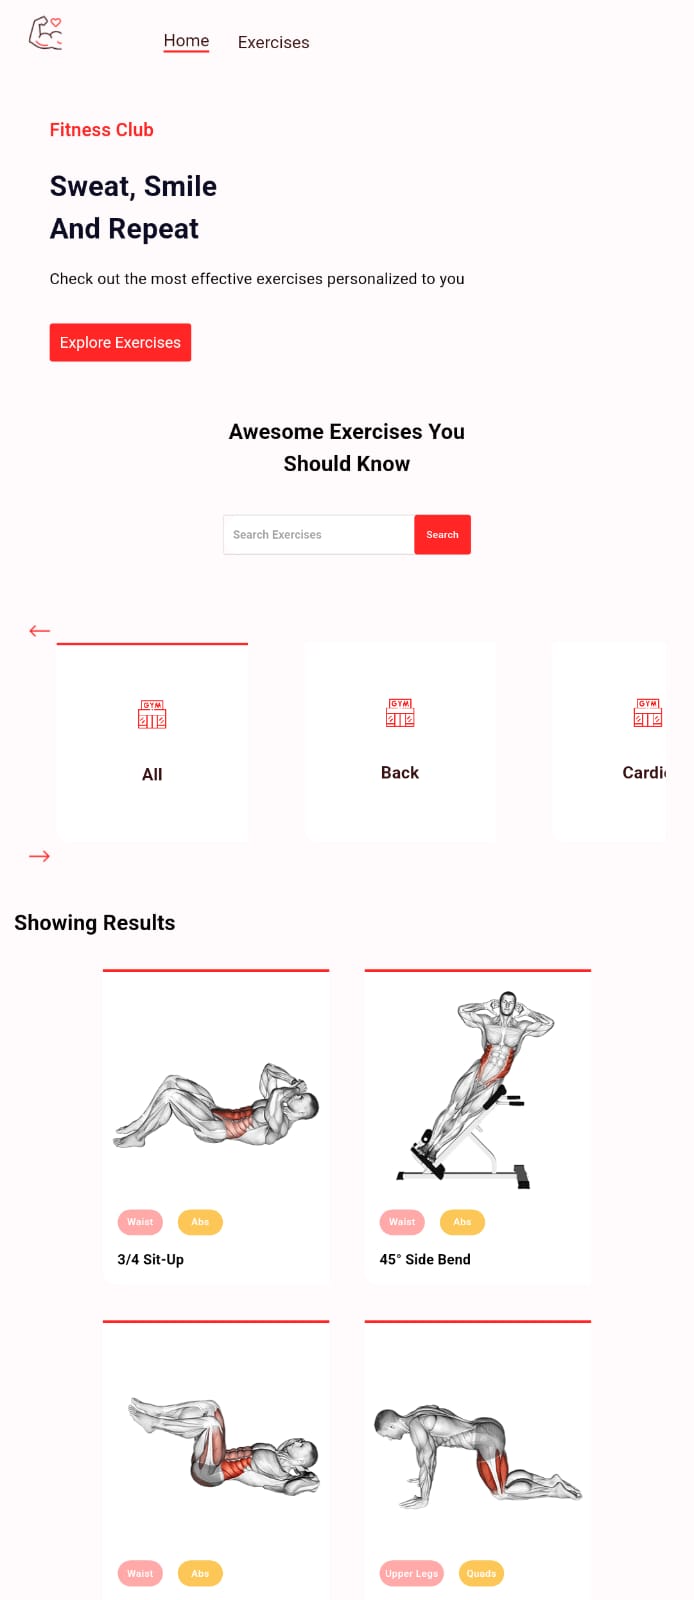 Home Exercises
Fitness Club
Sweat, Smile
And Repeat
Check out the most effective exercises personalized to you
Explore Exercises
Awesome Exercises You
Should Know
Search Exercises Search
GYM GYM GYM
All Back Cardi
Showing Results
Waist Abs Waist Abs
3/4 Sit-Up 45° Side Bend
Waist Abs Upper Legs Quads